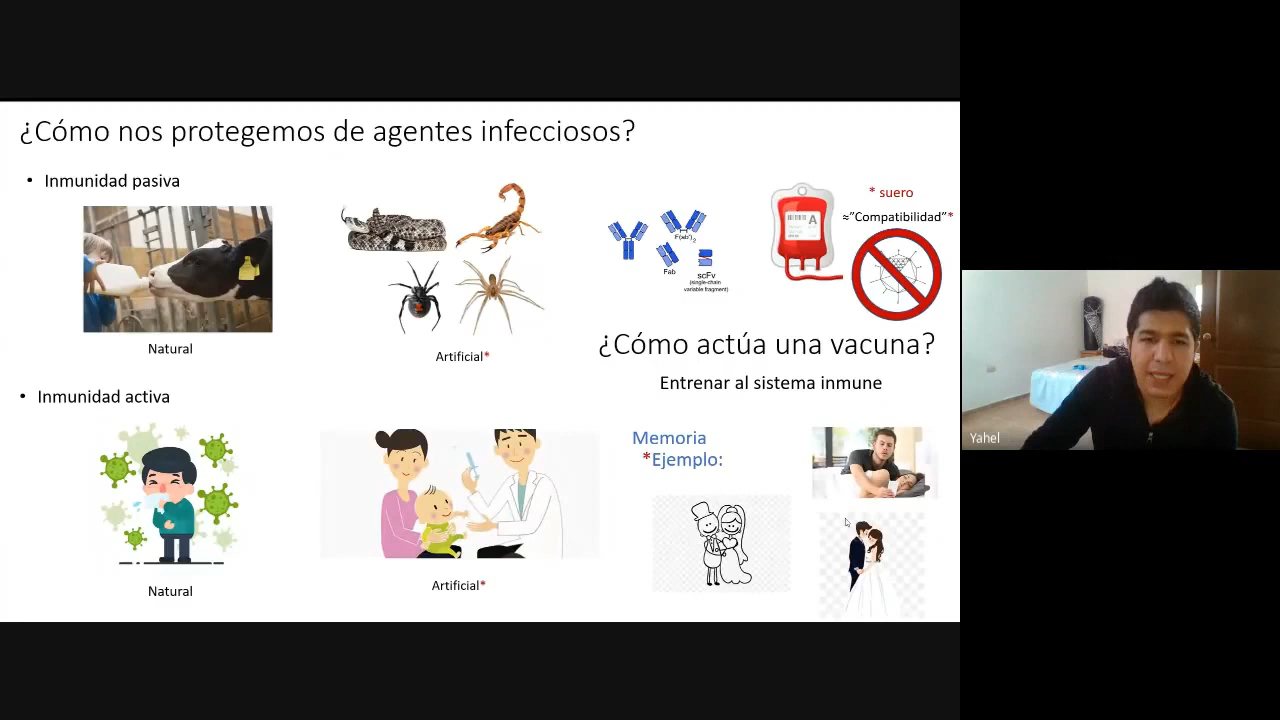 ¿Cómo nos protegemos de agentes infecciosos?
• Inmunidad pasiva
Natural
Artificial*
F(ab')2
Fab
scFv
(single-chain
variable fragment)
A
* suero
≈"Compatibilidad"*
¿Cómo actúa una vacuna?
Entrenar al sistema inmune
• Inmunidad activa
Natural
Artificial*
Memoria
*Ejemplo:
Yahel